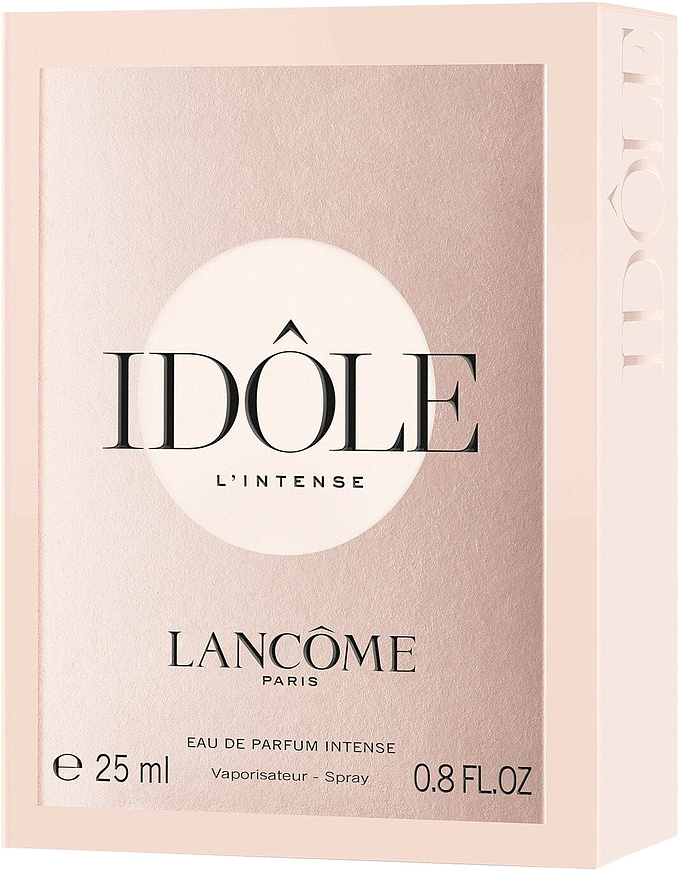 IDÔLE
L'INTENSE
LANCÔME
PARIS
EAU DE PARFUM INTENSE
Vaporisateur - Spray
℮ 25 ml
0.8 FL.OZ
IDÔLE